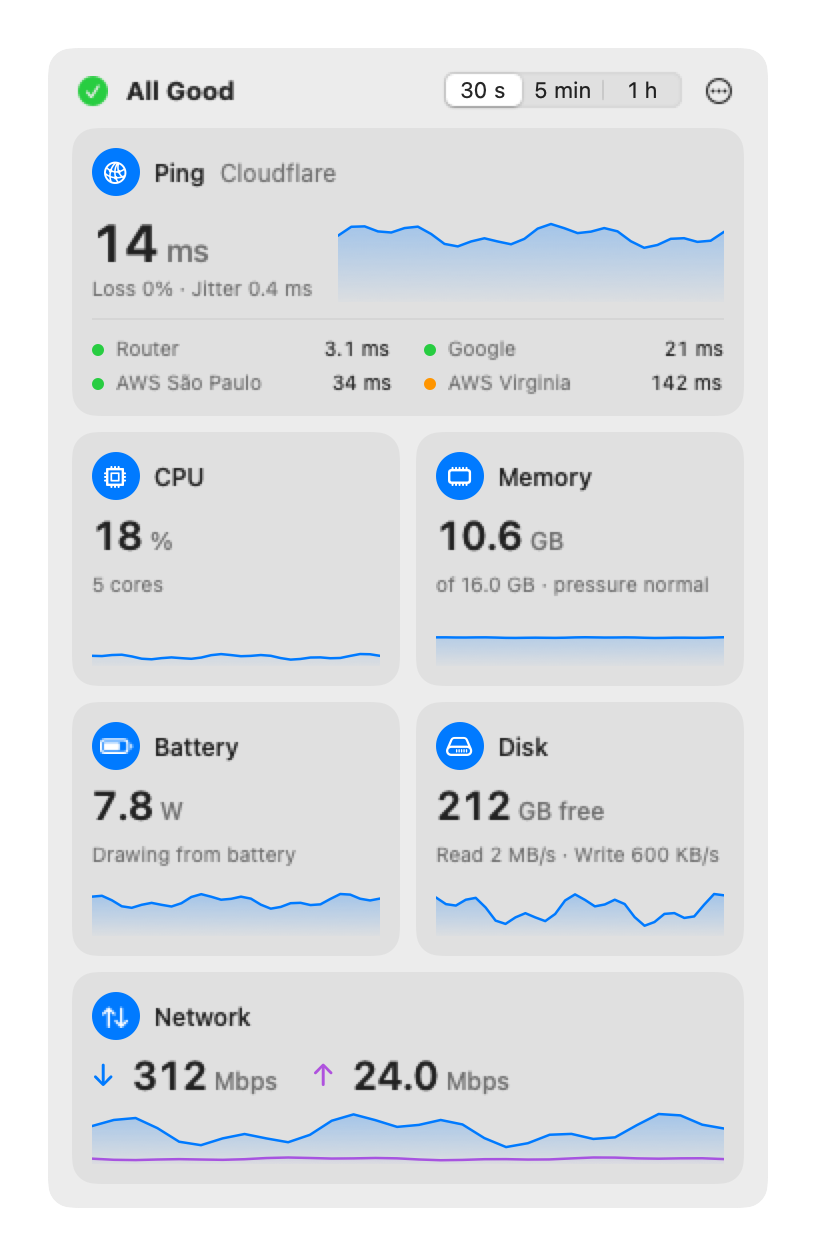 All Good
30 s 5 min 1 h
Ping Cloudflare
14 ms
Loss 0% · Jitter 0.4 ms
Router 3.1 ms Google 21 ms
AWS São Paulo 34 ms AWS Virginia 142 ms
CPU
18 %
5 cores
Memory
10.6 GB
of 16.0 GB · pressure normal
Battery
7.8 W
Drawing from battery
Disk
212 GB free
Read 2 MB/s · Write 600 KB/s
Network
↓ 312 Mbps ↑ 24.0 Mbps